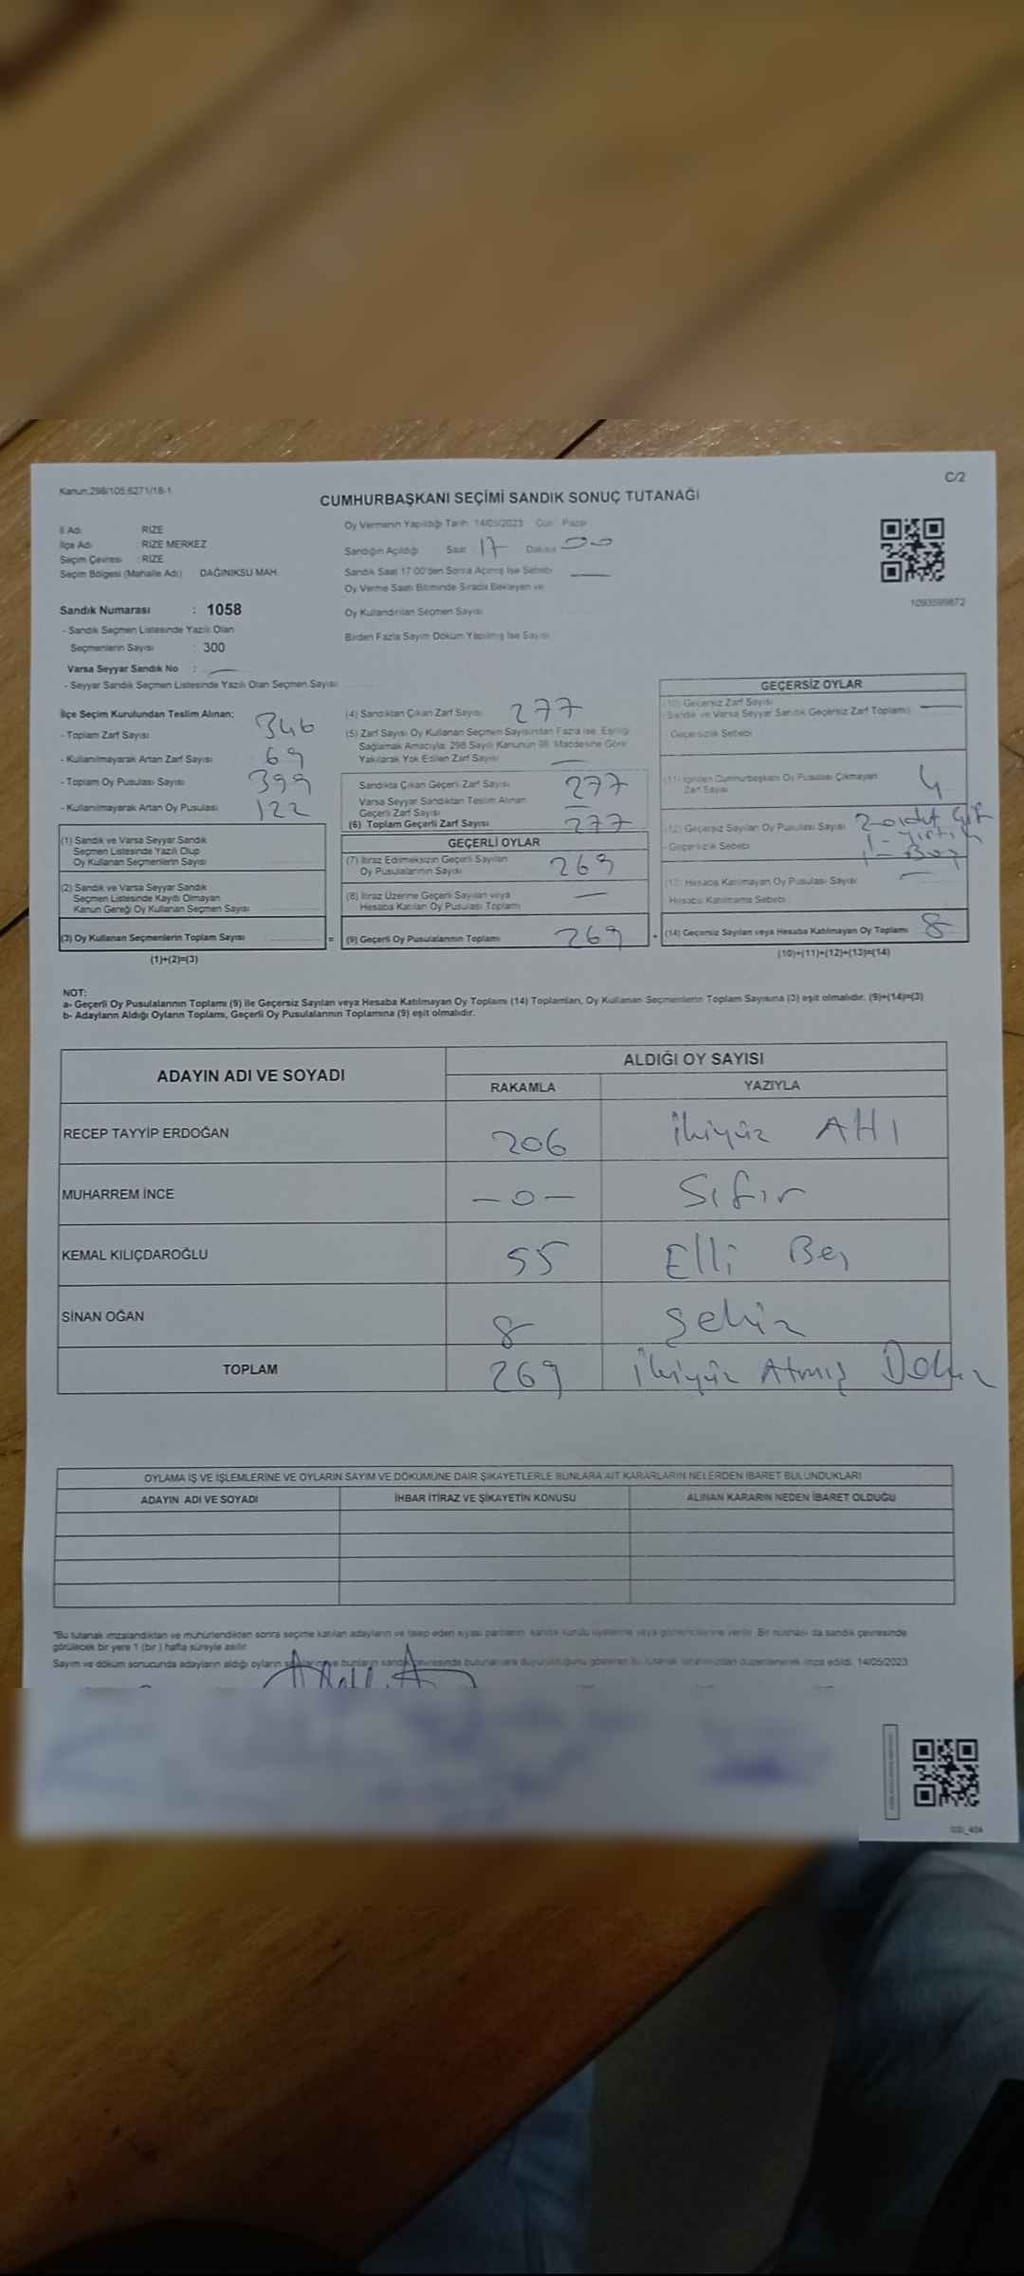 Kanun:298/105,6271/18-1
C/2
CUMHURBAŞKANI SEÇİMİ SANDIK SONUÇ TUTANAĞI
İl Adı : RİZE
İlçe Adı : RİZE MERKEZ
Seçim Çevresi : RİZE
Seçim Bölgesi (Mahalle Adı) DAĞINIKSU MAH.
Sandık Numarası : 1058
- Sandık Seçmen Listesinde Yazılı Olan
Seçmenlerin Sayısı : 300
Varsa Seyyar Sandık No : —
- Seyyar Sandık Seçmen Listesinde Yazılı Olan Seçmen Sayısı
Oy Vermenin Yapıldığı Tarih: 14/05/2023 Gün: Pazar
Sandığın Açıldığı Saat 17 Dakika 00
Sandık Saat 17:00'den Sonra Açılmış İse Sebebi —
Oy Verme Saati Bitiminde Sırada Bekleyen ve
Oy Kullandırılan Seçmen Sayısı
Birden Fazla Sayım Döküm Yapılmış İse Sayısı
1093599872
İlçe Seçim Kurulundan Teslim Alınan;
- Toplam Zarf Sayısı 346
- Kullanılmayarak Artan Zarf Sayısı 69
- Toplam Oy Pusulası Sayısı 399
- Kullanılmayarak Artan Oy Pusulası 122
(1) Sandık ve Varsa Seyyar Sandık
Seçmen Listesinde Yazılı Olup
Oy Kullanan Seçmenlerin Sayısı
(2) Sandık ve Varsa Seyyar Sandık
Seçmen Listesinde Kaydı Olmayan
Kanun Gereği Oy Kullanan Seçmen Sayısı
(3) Oy Kullanan Seçmenlerin Toplam Sayısı =
(1)+(2)=(3)
(4) Sandıktan Çıkan Zarf Sayısı 277
(5) Zarf Sayısı Oy Kullanan Seçmen Sayısından Fazla ise, Eşitliği
Sağlamak Amacıyla, 298 Sayılı Kanunun 98. Maddesine Göre
Yakılarak Yok Edilen Zarf Sayısı —
Sandıkta Çıkan Geçerli Zarf Sayısı 277
Varsa Seyyar Sandıktan Teslim Alınan
Geçerli Zarf Sayısı —
(6) Toplam Geçerli Zarf Sayısı 277
GEÇERLİ OYLAR
(7) İtiraz Edilmeksizin Geçerli Sayılan
Oy Pusulalarının Sayısı 269
(8) İtiraz Üzerine Geçerli Sayılan veya
Hesaba Katılan Oy Pusulası Toplamı —
(9) Geçerli Oy Pusulalarının Toplamı 269 +
GEÇERSİZ OYLAR
(10) Geçersiz Zarf Sayısı
(Sandık ve Varsa Seyyar Sandık Geçersiz Zarf Toplamı) —
Geçersizlik Sebebi
(11) İçinden Cumhurbaşkanı Oy Pusulası Çıkmayan
Zarf Sayısı 4
(12) Geçersiz Sayılan Oy Pusulası Sayısı 2 adet Çift
- Geçersizlik Sebebi 1 - Yırtık
1 - Boş
(13) Hesaba Katılmayan Oy Pusulası Sayısı —
Hesaba Katılmama Sebebi
(14) Geçersiz Sayılan veya Hesaba Katılmayan Oy Toplamı 8
(10)+(11)+(12)+(13)=(14)
NOT:
a- Geçerli Oy Pusulalarının Toplamı (9) ile Geçersiz Sayılan veya Hesaba Katılmayan Oy Toplamı (14) Toplamları, Oy Kullanan Seçmenlerin Toplam Sayısına (3) eşit olmalıdır. (9)+(14)=(3)
b- Adayların Aldığı Oyların Toplamı, Geçerli Oy Pusulalarının Toplamına (9) eşit olmalıdır.
ADAYIN ADI VE SOYADI ALDIĞI OY SAYISI
RAKAMLA YAZIYLA
RECEP TAYYİP ERDOĞAN 206 İkiyüz Altı
MUHARREM İNCE — 0 — Sıfır
KEMAL KILIÇDAROĞLU 55 Elli Beş
SİNAN OĞAN 8 Sekiz
TOPLAM 269 İkiyüz Atmış Dokuz
OYLAMA İŞ VE İŞLEMLERİNE VE OYLARIN SAYIM VE DÖKÜMÜNE DAİR ŞİKAYETLERLE BUNLARA AİT KARARLARIN NELERDEN İBARET BULUNDUKLARI
ADAYIN ADI VE SOYADI İHBAR İTİRAZ VE ŞİKAYETİN KONUSU ALINAN KARARIN NEDEN İBARET OLDUĞU
"Bu tutanak imzalandıktan ve mühürlendikten sonra seçime katılan adayların ve talep eden siyasi partilerin sandık kurulu üyelerine veya gözlemcilerine verilir. Bir nüshası da sandık çevresinde
görülecek bir yere 1 (bir) hafta süreyle asılır.
Sayım ve döküm sonucunda adayların aldığı oyların sayılarını ve bunların sandık çevresinde bulunanlara duyurulduğunu gösteren bu tutanak tarafımızdan düzenlenerek imza edildi. 14/05/2023